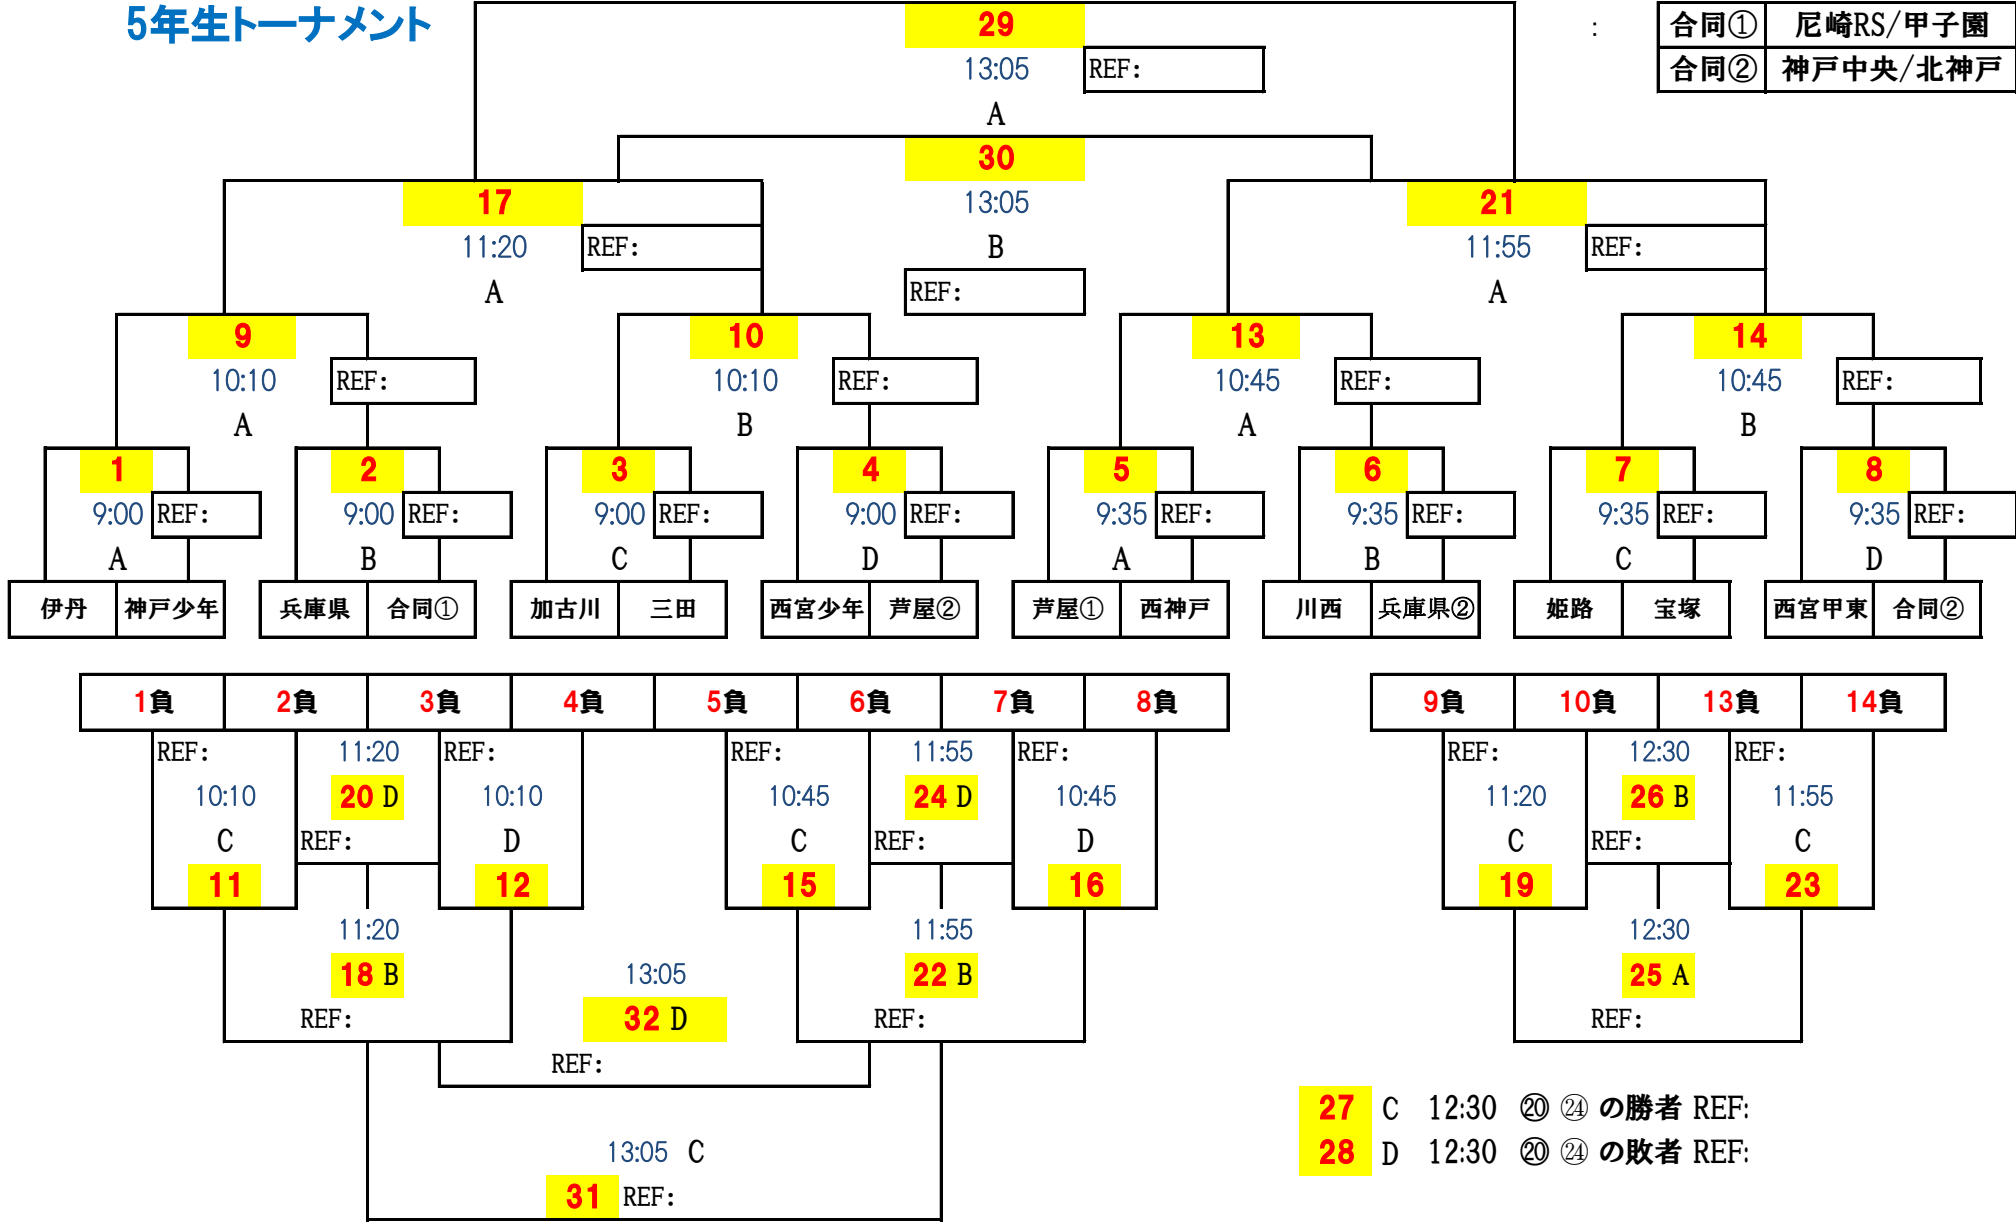 5年生トーナメント
29
:
合同① 尼崎RS/甲子園
13:05 REF:
合同② 神戸中央/北神戸
A
30
17
13:05
21
11:20 REF:
B
11:55 REF:
A
REF:
A
9
10
13
14
10:10 REF:
10:10 REF:
10:45 REF:
10:45 REF:
A
B
A
B
1
2
3
4
5
6
7
8
9:00 REF:
9:00 REF:
9:00 REF:
9:00 REF:
9:35 REF:
9:35 REF:
9:35 REF:
9:35 REF:
A
B
C
D
A
B
C
D
伊丹 神戸少年
兵庫県 合同①
加古川 三田
西宮少年 芦屋②
芦屋① 西神戸
川西 兵庫県②
姫路 宝塚
西宮甲東 合同②
1負 2負 3負 4負 5負 6負 7負 8負
9負 10負 13負 14負
REF: 11:20 REF:
REF: 11:55 REF:
REF: 12:30 REF:
10:10 20 D 10:10
10:45 24 D 10:45
11:20 26 B 11:55
C REF: D
C REF: D
C REF: C
11
12
15
16
19
23
11:20
11:55
12:30
18 B
13:05
22 B
25 A
REF:
32 D
REF:
REF:
REF:
27 C 12:30 ⑳ ㉔ の勝者 REF:
13:05 C
28 D 12:30 ⑳ ㉔ の敗者 REF:
31 REF: